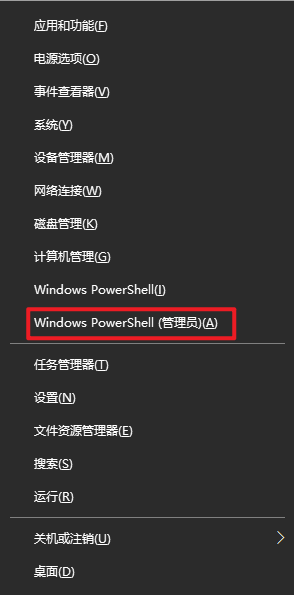 应用和功能(F)
电源选项(O)
事件查看器(V)
系统(Y)
设备管理器(M)
网络连接(W)
磁盘管理(K)
计算机管理(G)
Windows PowerShell(I)
Windows PowerShell (管理员)(A)
任务管理器(T)
设置(N)
文件资源管理器(E)
搜索(S)
运行(R)
关机或注销(U)
桌面(D)